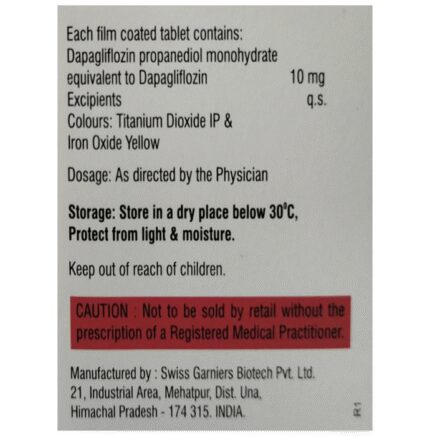 Each film coated tablet contains:
Dapagliflozin propanediol monohydrate
equivalent to Dapagliflozin 10 mg
Excipients q.s.
Colours: Titanium Dioxide IP &
Iron Oxide Yellow
Dosage: As directed by the Physician
Storage: Store in a dry place below 30⁰C,
Protect from light & moisture.
Keep out of reach of children.
CAUTION : Not to be sold by retail without the
prescription of a Registered Medical Practitioner.
Manufactured by : Swiss Garniers Biotech Pvt. Ltd.
21, Industrial Area, Mehatpur, Dist. Una,
Himachal Pradesh - 174 315. INDIA.
R1